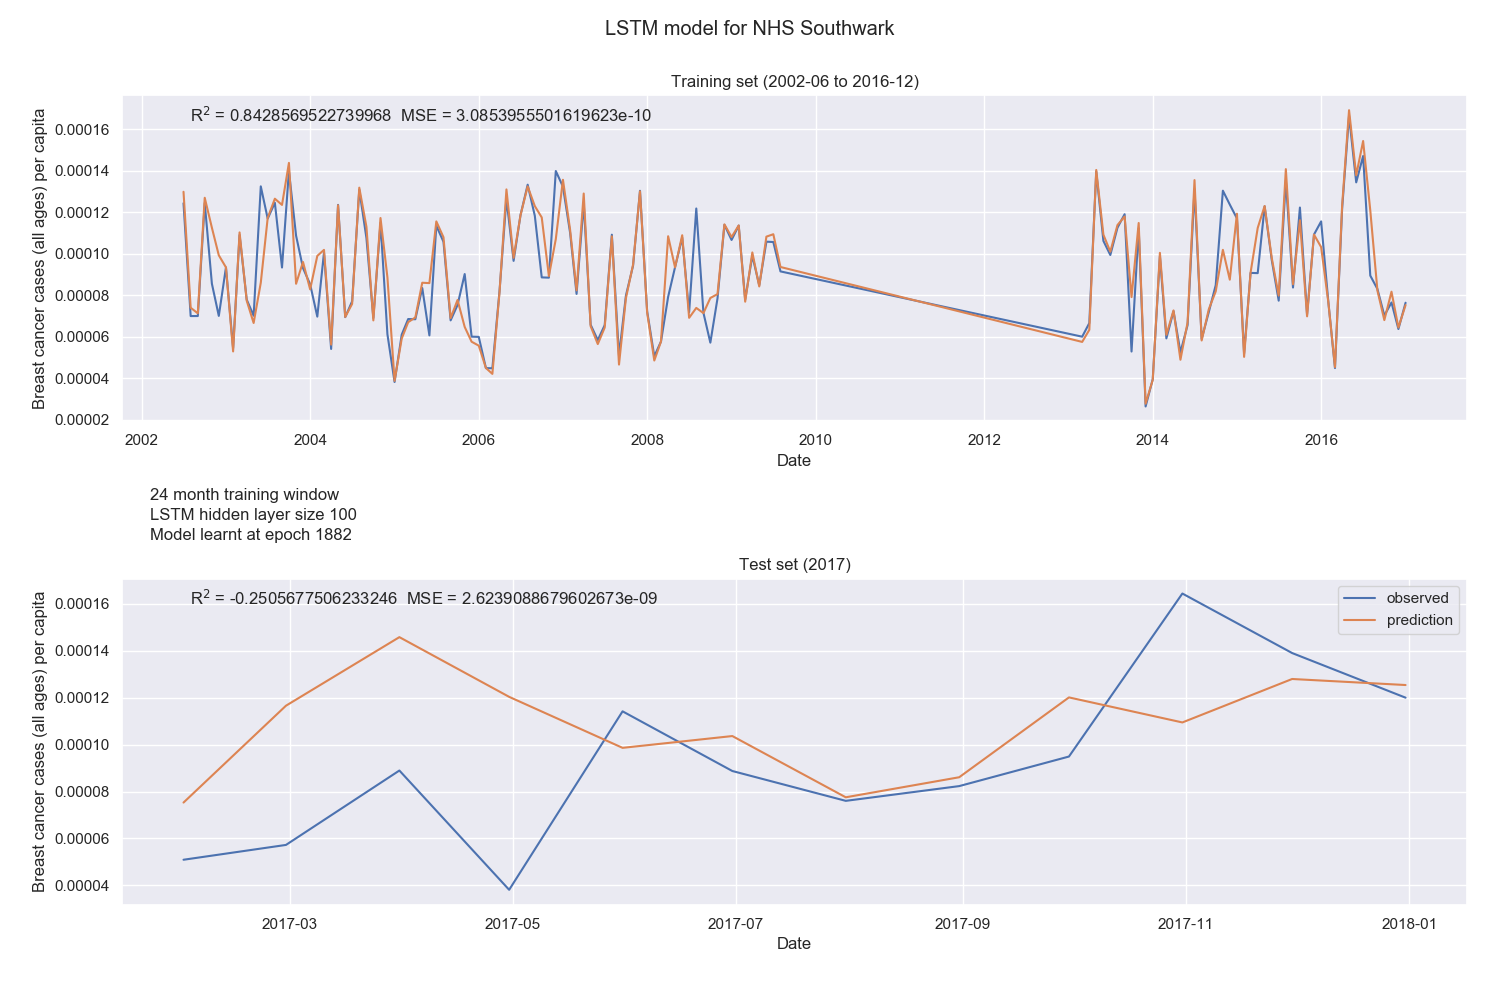 LSTM model for NHS Southwark
Training set (2002-06 to 2016-12)
R² = 0.8428569522739968 MSE = 3.0853955501619623e-10
Breast cancer cases (all ages) per capita
0.00016
0.00014
0.00012
0.00010
0.00008
0.00006
0.00004
0.00002
2002 2004 2006 2008 2010 2012 2014 2016
Date
24 month training window
LSTM hidden layer size 100
Model learnt at epoch 1882
Test set (2017)
R² = -0.2505677506233246 MSE = 2.6239088679602673e-09
observed
prediction
Breast cancer cases (all ages) per capita
0.00016
0.00014
0.00012
0.00010
0.00008
0.00006
0.00004
2017-03 2017-05 2017-07 2017-09 2017-11 2018-01
Date